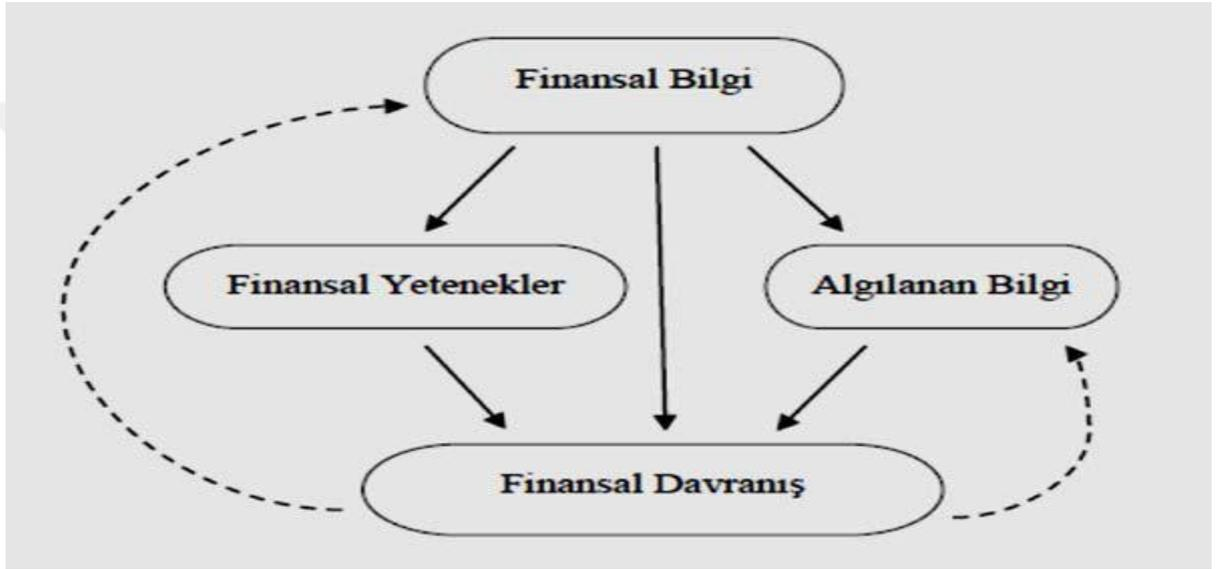 Finansal Bilgi
Finansal Yetenekler
Algılanan Bilgi
Finansal Davranış